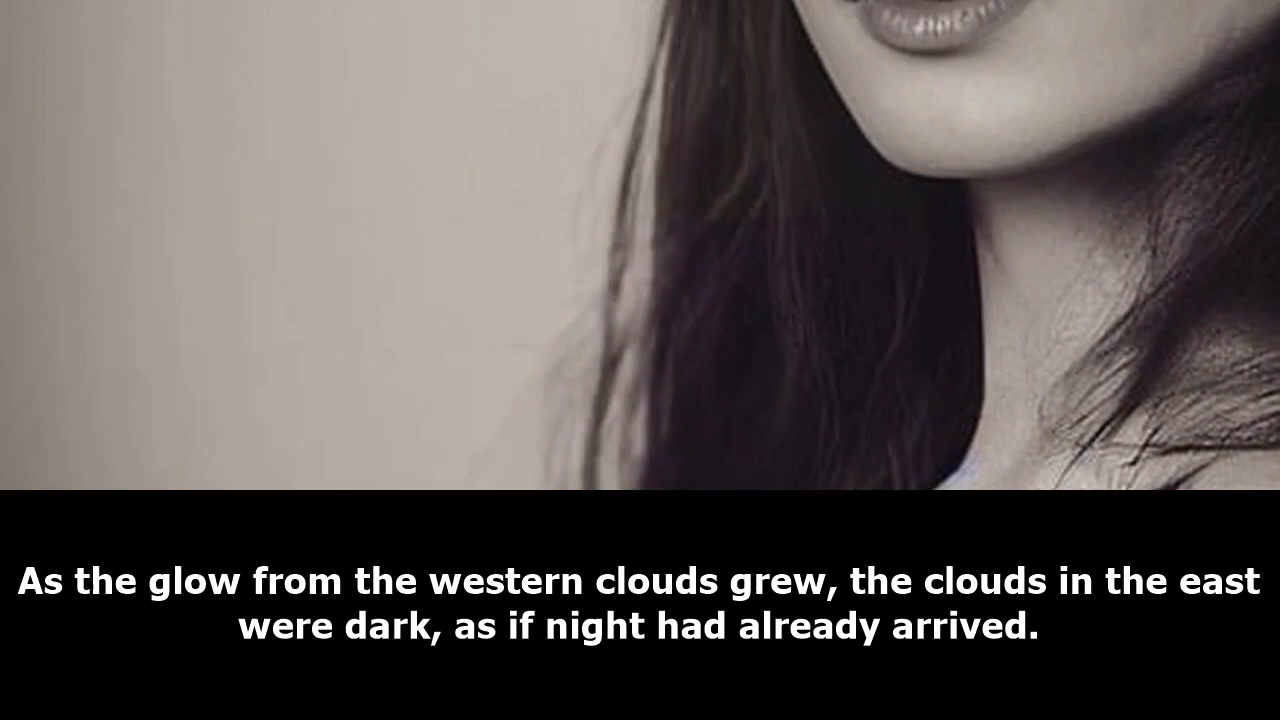 As the glow from the western clouds grew, the clouds in the east
were dark, as if night had already arrived.